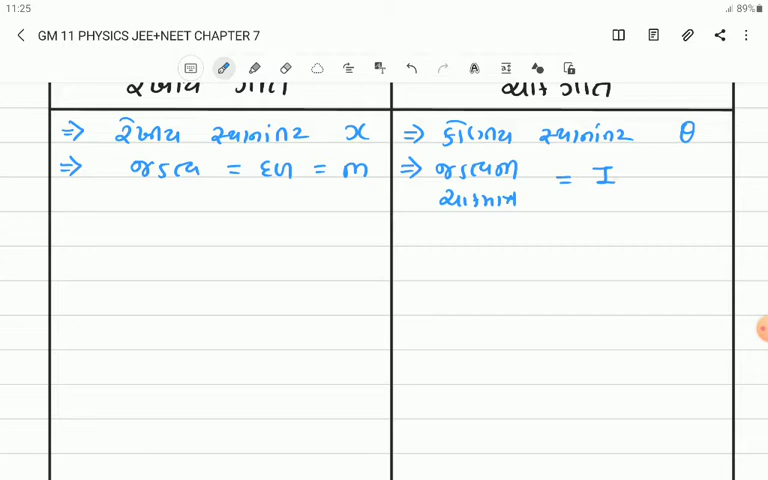 11:25
89%
GM 11 PHYSICS JEE+NEET CHAPTER 7
રેખીય ગતિ
ચાક ગતિ
⇒ રેખીય સ્થાનાંતર x
⇒ કોણીય સ્થાનાંતર θ
⇒ જડત્વ = દળ = m
⇒ જડત્વની = I
ચાકમાત્રા